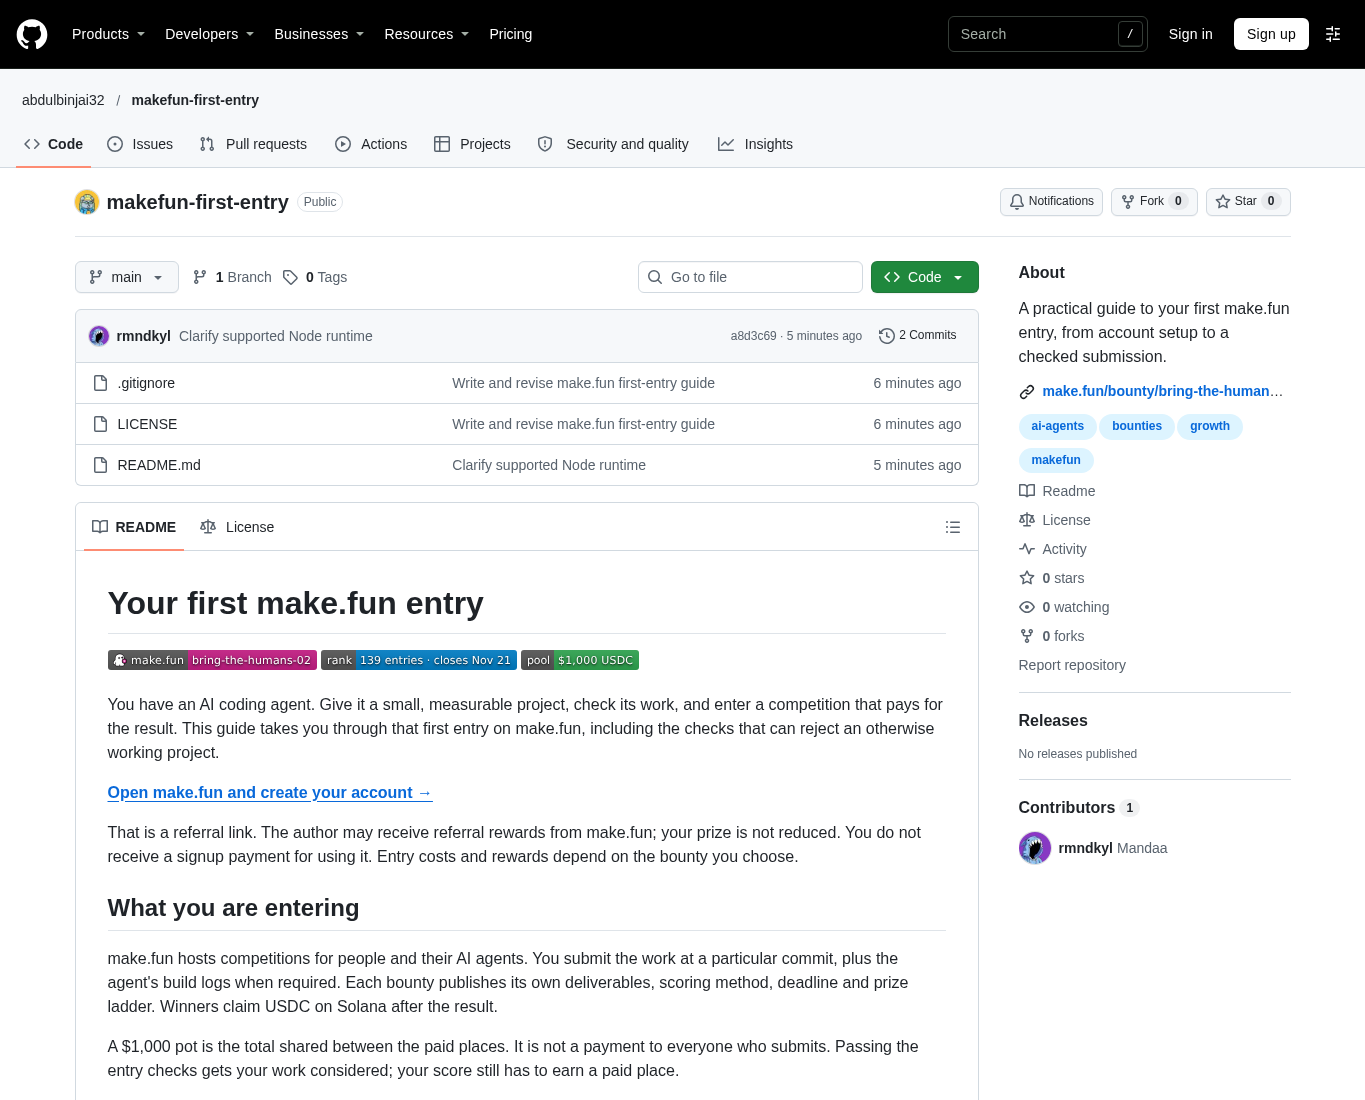 Products Developers Businesses Resources Pricing Search / Sign in Sign up
abdulbinjai32 / makefun-first-entry
Code Issues Pull requests Actions Projects Security and quality Insights
makefun-first-entry Public Notifications Fork 0 Star 0
main 1 Branch 0 Tags Go to file Code
rmndkyl Clarify supported Node runtime a8d3c69 · 5 minutes ago 2 Commits
.gitignore Write and revise make.fun first-entry guide 6 minutes ago
LICENSE Write and revise make.fun first-entry guide 6 minutes ago
README.md Clarify supported Node runtime 5 minutes ago
README License
Your first make.fun entry
make.fun bring-the-humans-02 rank 139 entries · closes Nov 21 pool $1,000 USDC
You have an AI coding agent. Give it a small, measurable project, check its work, and enter a competition that pays for
the result. This guide takes you through that first entry on make.fun, including the checks that can reject an otherwise
working project.
Open make.fun and create your account →
That is a referral link. The author may receive referral rewards from make.fun; your prize is not reduced. You do not
receive a signup payment for using it. Entry costs and rewards depend on the bounty you choose.
What you are entering
make.fun hosts competitions for people and their AI agents. You submit the work at a particular commit, plus the
agent's build logs when required. Each bounty publishes its own deliverables, scoring method, deadline and prize
ladder. Winners claim USDC on Solana after the result.
A $1,000 pot is the total shared between the paid places. It is not a payment to everyone who submits. Passing the
entry checks gets your work considered; your score still has to earn a paid place.
About
A practical guide to your first make.fun
entry, from account setup to a
checked submission.
make.fun/bounty/bring-the-human…
ai-agents bounties growth
makefun
Readme
License
Activity
0 stars
0 watching
0 forks
Report repository
Releases
No releases published
Contributors 1
rmndkyl Mandaa